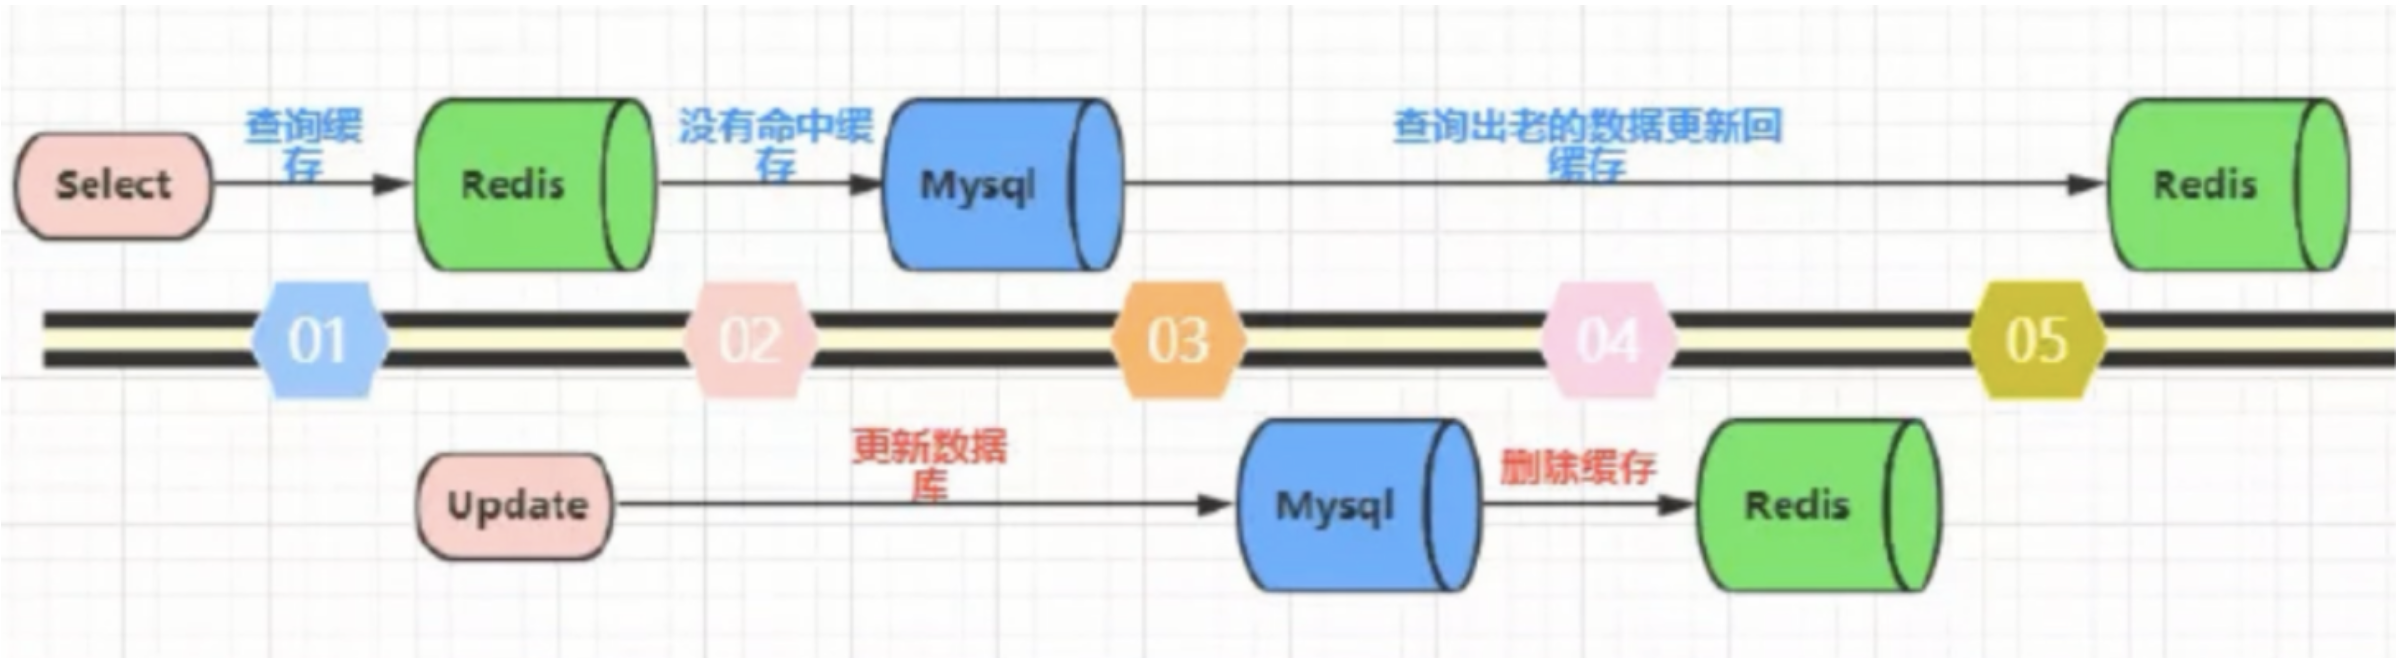 查询缓
存
没有命中缓
存
查询出老的数据更新回
缓存
Select
Redis
Mysql
Redis
01
02
03
04
05
更新数据
库
删除缓存
Update
Mysql
Redis